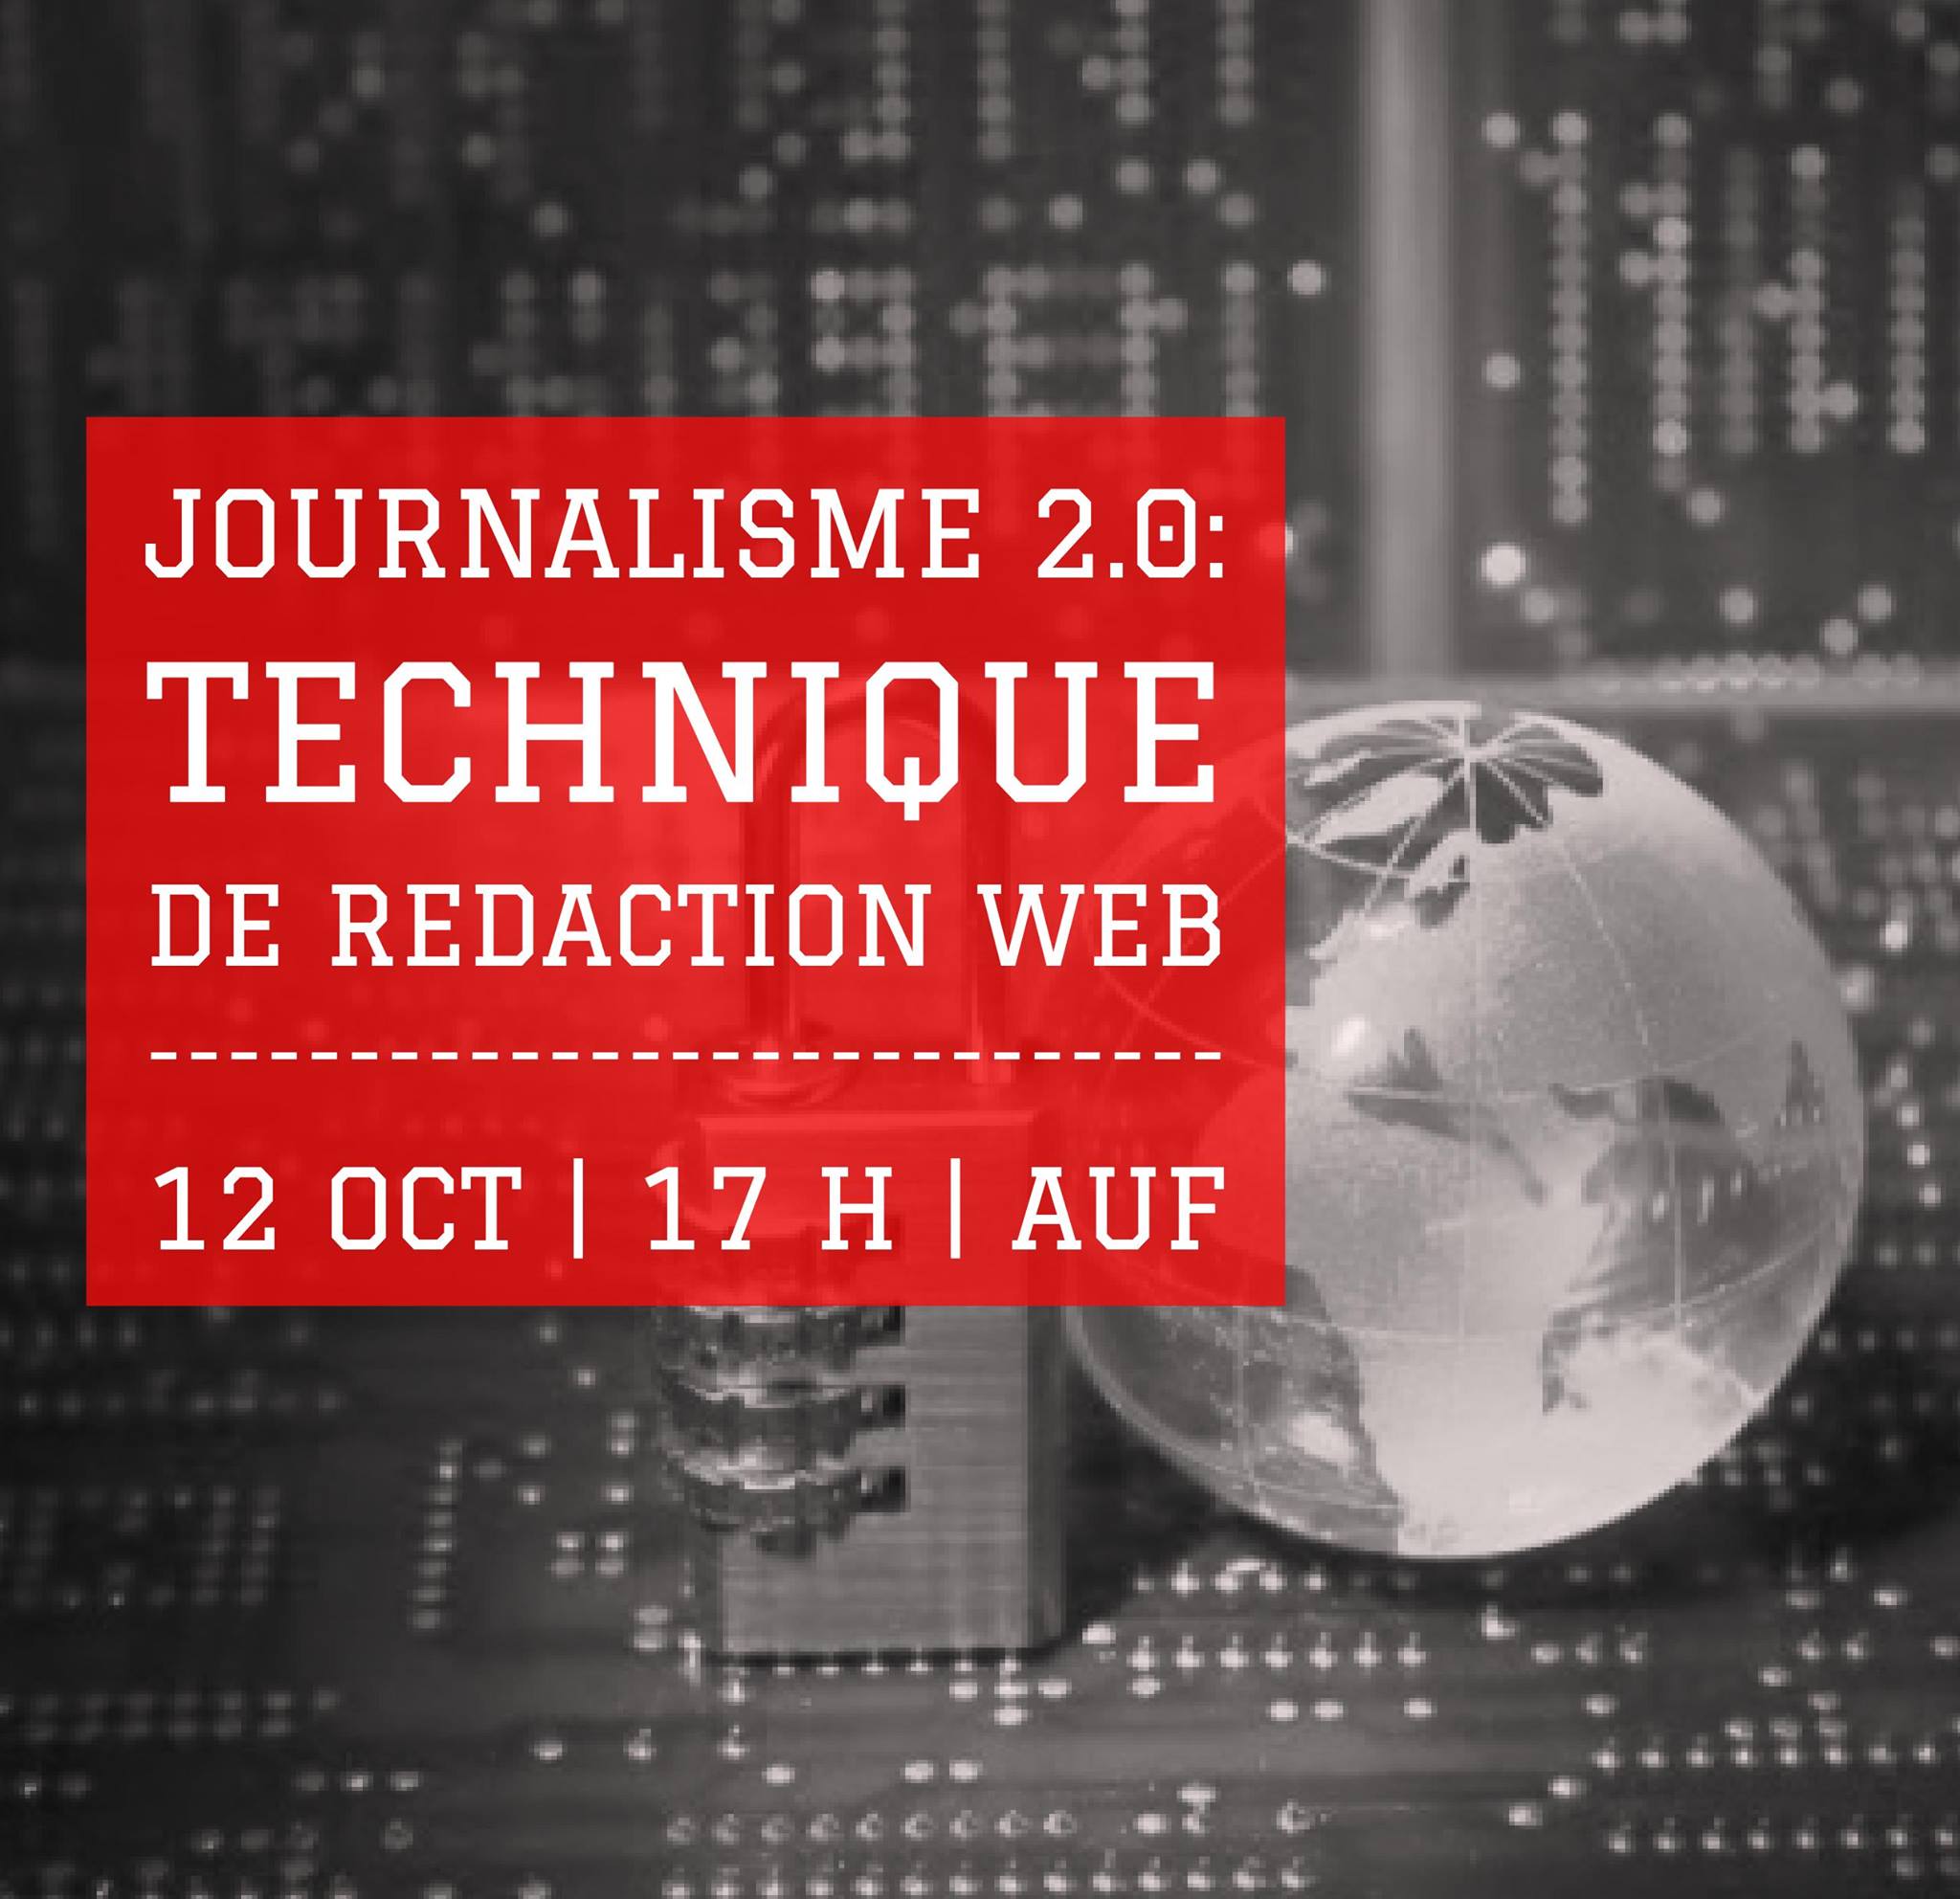 JOURNALISME 2.0:
TECHNIQUE
DE REDACTION WEB
12 OCT | 17 H | AUF